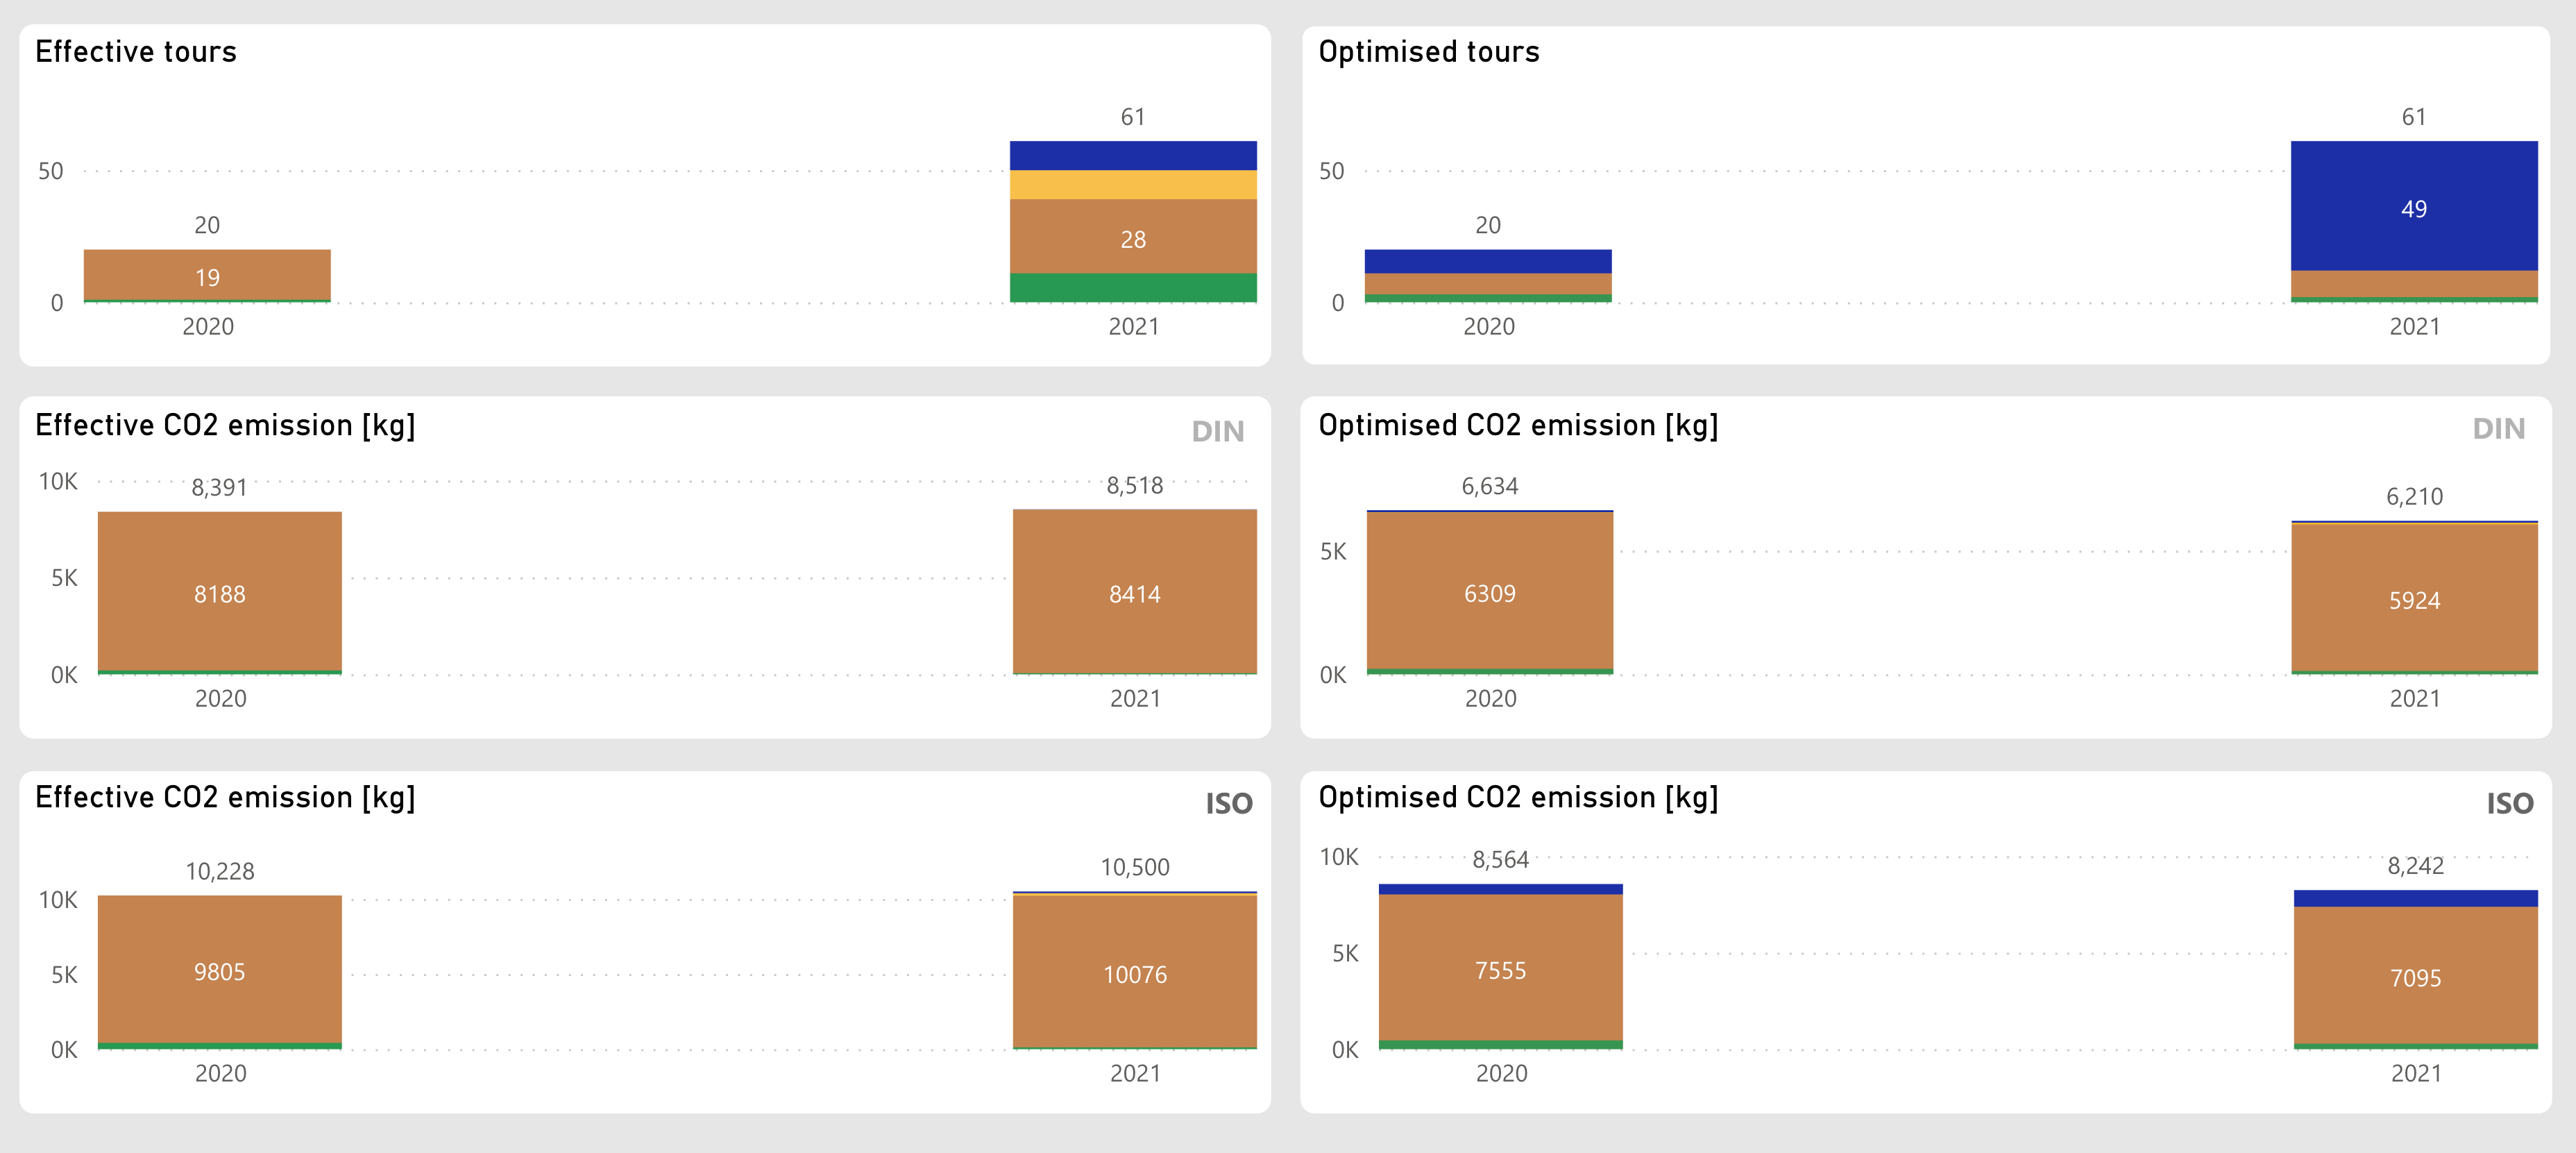 Effective tours
61
50
20
28
19
0
2020
2021
Optimised tours
61
50
49
20
0
2020
2021
Effective CO2 emission [kg]
DIN
10K
8,391
8,518
5K
8188
8414
0K
2020
2021
Optimised CO2 emission [kg]
DIN
6,634
6,210
5K
6309
5924
0K
2020
2021
Effective CO2 emission [kg]
ISO
10,228
10,500
10K
9805
10076
5K
0K
2020
2021
Optimised CO2 emission [kg]
ISO
10K
8,564
8,242
5K
7555
7095
0K
2020
2021